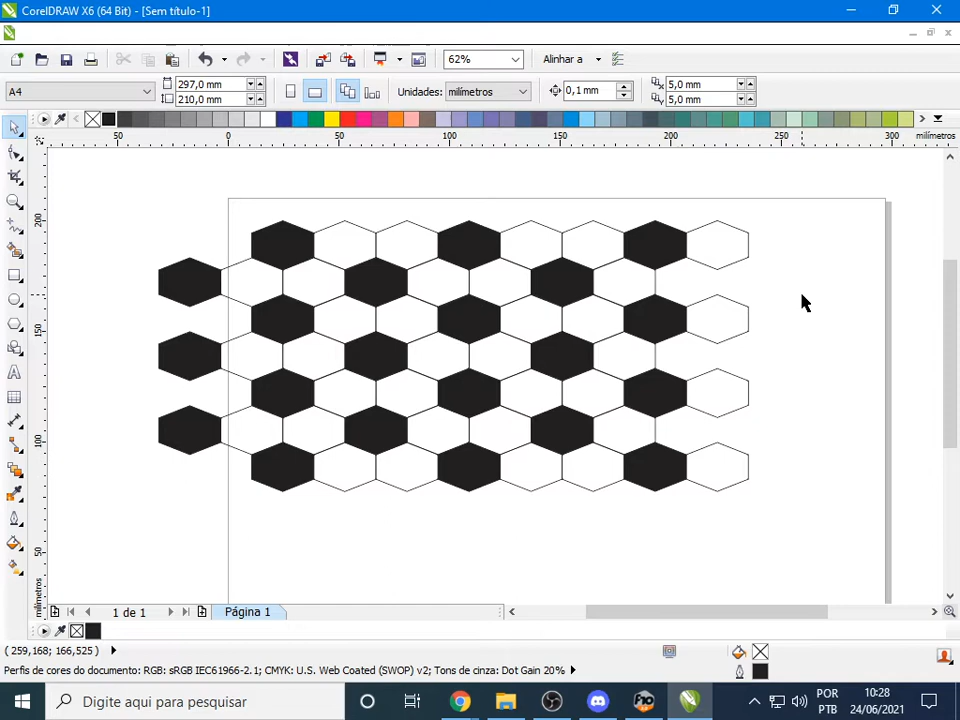 CorelDRAW X6 (64 Bit) - [Sem título-1]
62%
Alinhar a
A4
297,0 mm
210,0 mm
Unidades:
milímetros
0,1 mm
5,0 mm
5,0 mm
50
0
50
100
150
200
250
300
milímetros
200
150
100
50
milímetros
1 de 1
Página 1
( 259,168; 166,525 )
Perfis de cores do documento: RGB: sRGB IEC61966-2.1; CMYK: U.S. Web Coated (SWOP) v2; Tons de cinza: Dot Gain 20%
Digite aqui para pesquisar
POR
PTB
10:28
24/06/2021